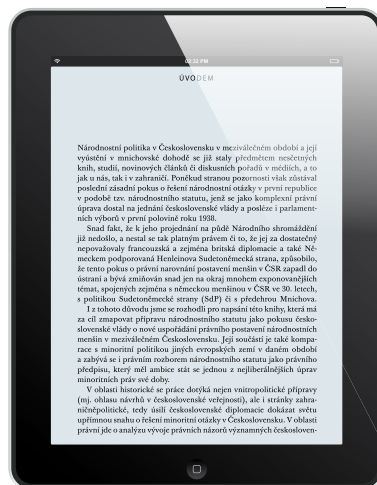 02:32 PM
ÚVODEM
Národnostní politika v Československu v meziválečném období a její
vyústění v mnichovské dohodě se již staly předmětem nesčetných
knih, studií, novinových článků či diskusních pořadů v médiích, a to
jak u nás, tak i v zahraničí. Poněkud stranou pozornosti však zůstával
poslední zásadní pokus o řešení národnostní otázky v první republice
v podobě tzv. národnostního statutu, jenž se jako komplexní právní
úprava dostal na jednání československé vlády a posléze i parlament-
ních výborů v první polovině roku 1938.
Snad fakt, že k jeho projednání na půdě Národního shromáždění
již nedošlo, a nestal se tak platným právem či to, že jej za dostatečný
nepovažovaly francouzská a zejména britská diplomacie a také Ně-
meckem podporovaná Henleinova Sudetoněmecká strana, způsobilo,
že tento pokus o právní narovnání postavení menšin v ČSR zapadl do
ústraní a bývá zmiňován snad jen na okraj mnohem exponovanějších
témat, spojených zejména s německou menšinou v ČSR ve 30. letech,
s politikou Sudetoněmecké strany (SdP) či s předehrou Mnichova.
I z tohoto důvodu jsme se rozhodli pro napsání této knihy, která má
za cíl zmapovat přípravu národnostního statutu jako pokusu česko-
slovenské vlády o nové uspořádání právního postavení národnostních
menšin v meziválečném Československu. Její součástí je také kompa-
race s minoritní politikou jiných evropských zemí v daném období
a zabývá se i právním rozborem národnostního statutu jako právního
předpisu, který měl ambice stát se jednou z nejliberálnějších úprav
minoritních práv své doby.
V oblasti historické se práce dotýká nejen vnitropolitické přípravy
(mj. ohlasu návrhů v československé veřejnosti), ale i stránky zahra-
ničněpolitické, tedy úsilí československé diplomacie dokázat světu
upřímnou snahu o řešení minoritní otázky v Československu. V oblasti
právní jde o analýzu vývoje právních názorů významných českosloven-